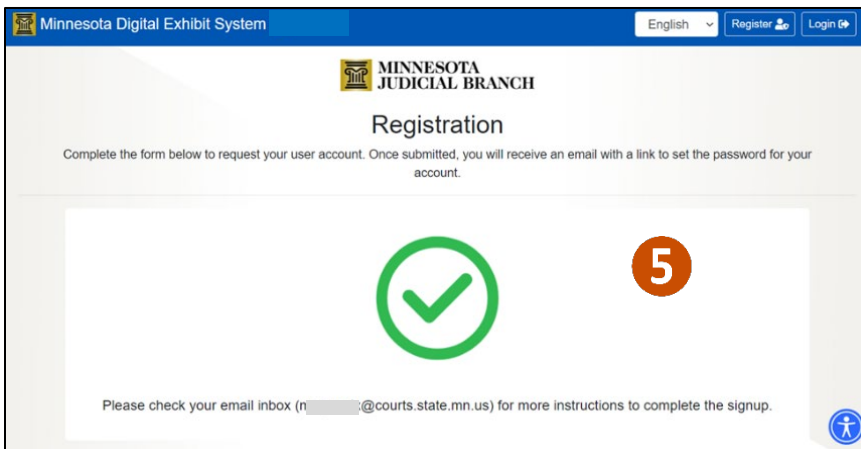 Minnesota Digital Exhibit System
English
Register
Login
MINNESOTA
JUDICIAL BRANCH
Registration
Complete the form below to request your user account. Once submitted, you will receive an email with a link to set the password for your
account.
5
Please check your email inbox (n @courts.state.mn.us) for more instructions to complete the signup.